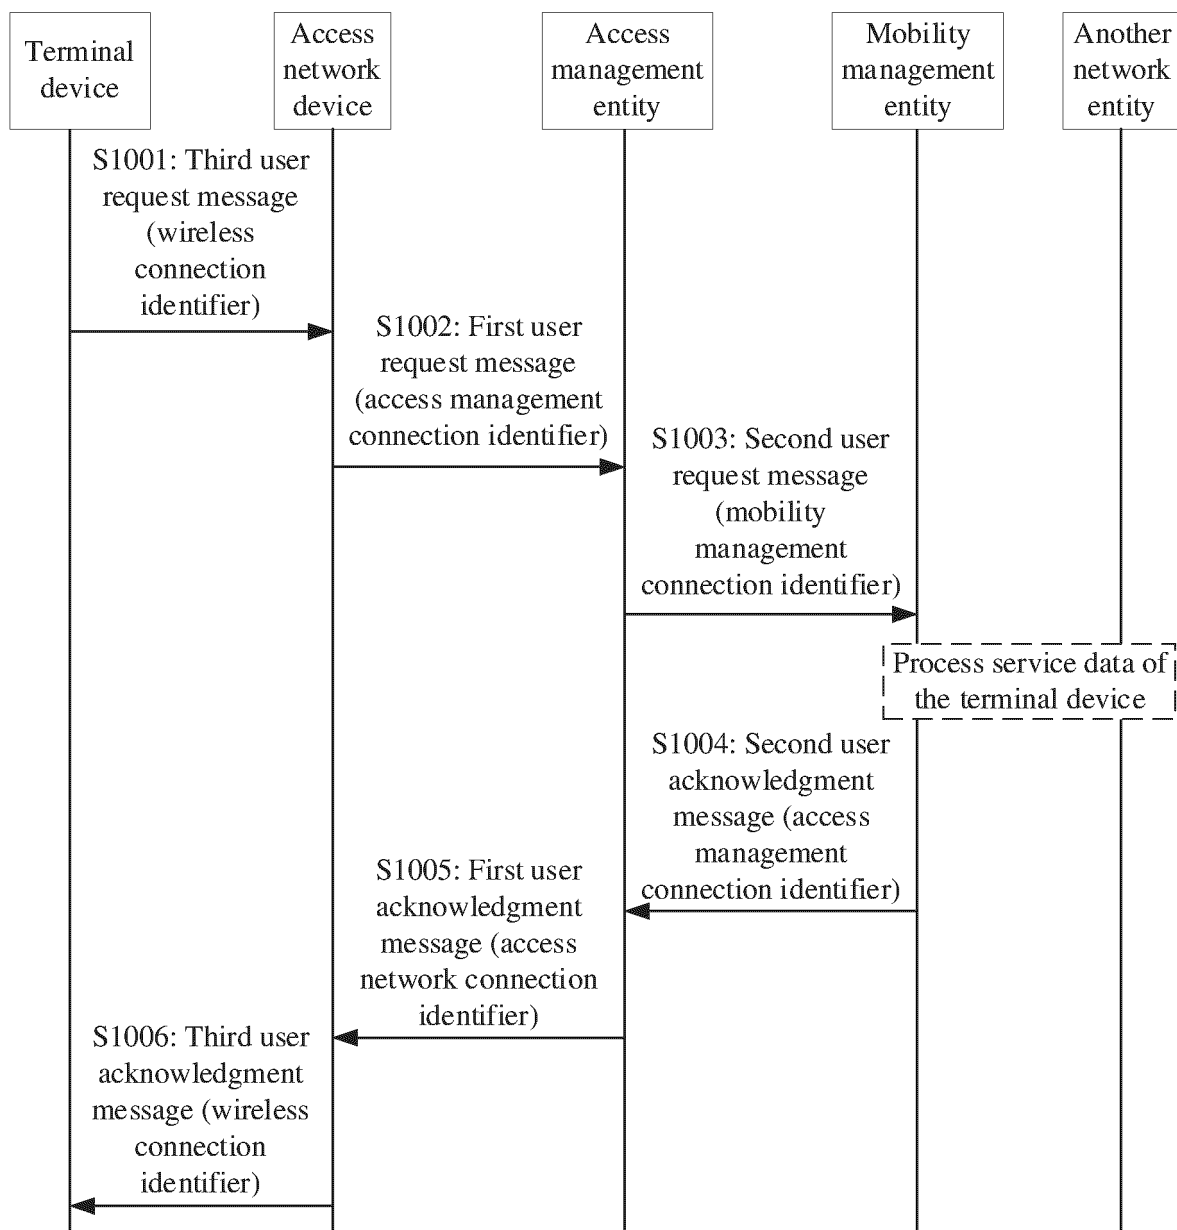 Terminal
device
Access
network
device
Access
management
entity
Mobility
management
entity
Another
network
entity
S1001: Third user
request message
(wireless
connection
identifier)
S1002: First user
request message
(access management
connection identifier)
S1003: Second user
request message
(mobility
management
connection identifier)
Process service data of
the terminal device
S1004: Second user
acknowledgment
message (access
management
connection identifier)
S1005: First user
acknowledgment
message (access
network connection
identifier)
S1006: Third user
acknowledgment
message (wireless
connection
identifier)